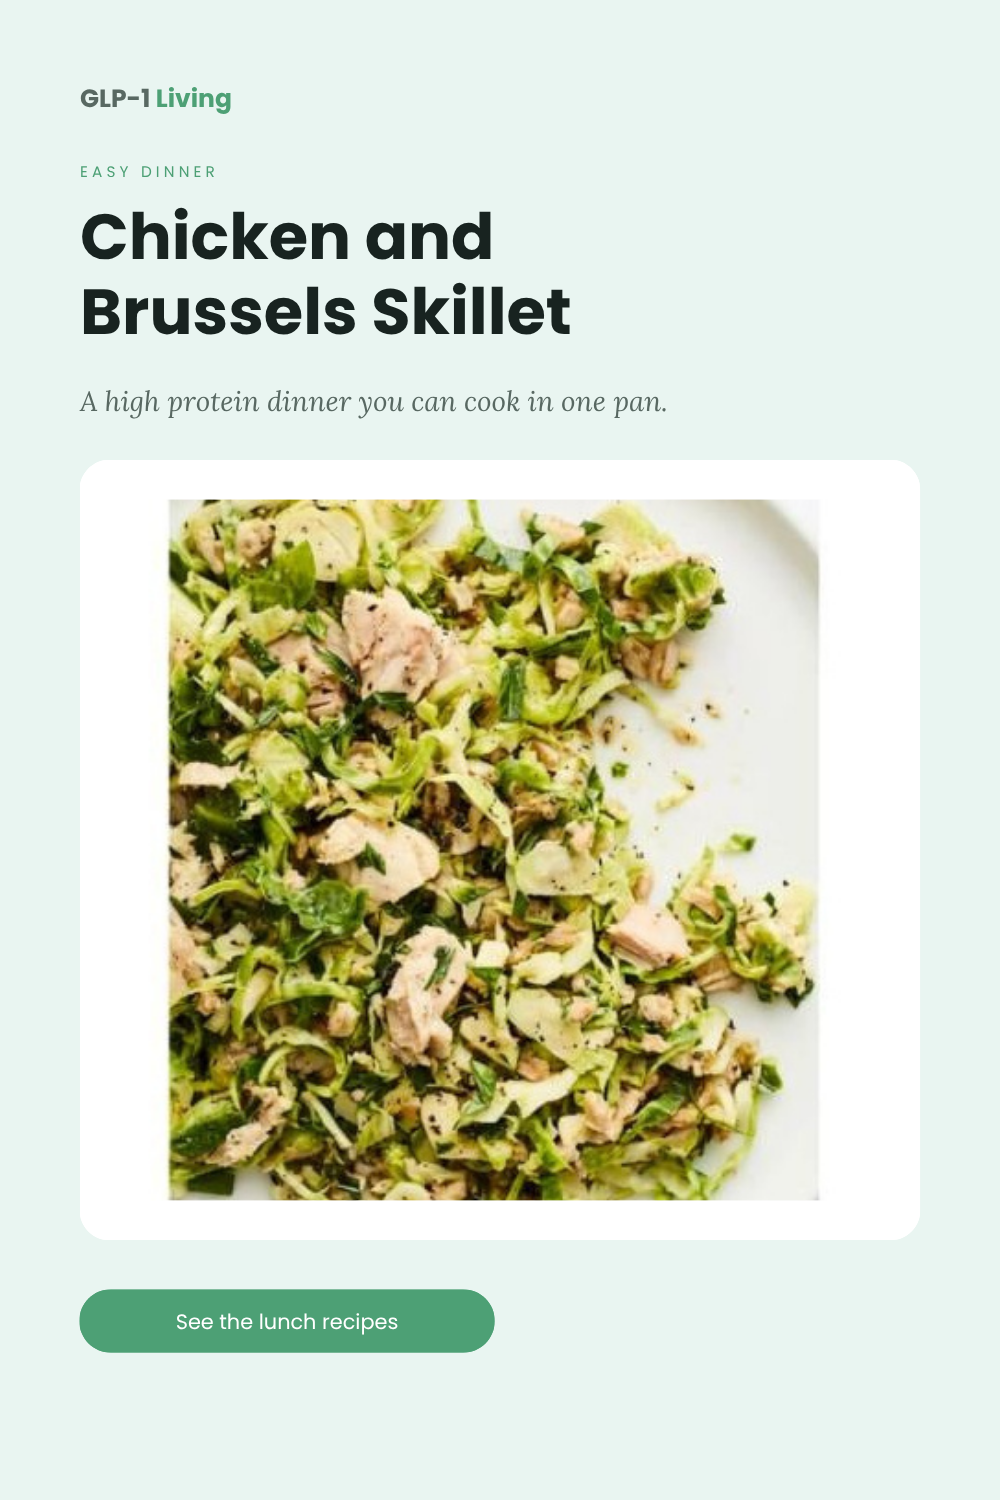 GLP-1 Living
EASY DINNER
Chicken and
Brussels Skillet
A high protein dinner you can cook in one pan.
See the lunch recipes